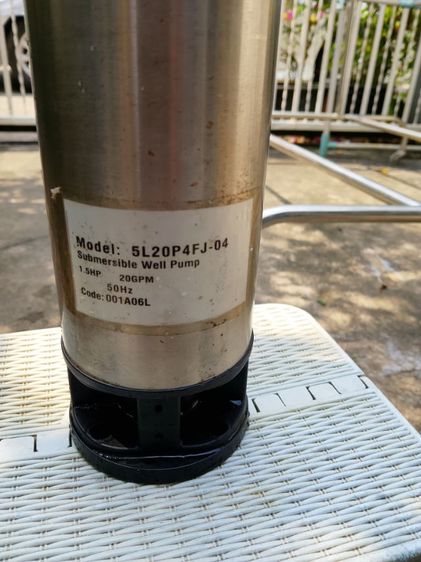 Model: 5L20P4FJ-04
Submersible Well Pump
1.5HP 20GPM
50Hz
Code:001A06L